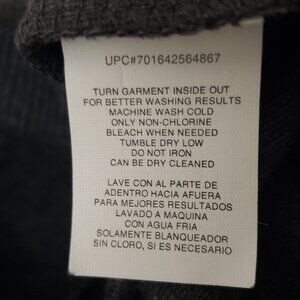 UPC#701642564867
TURN GARMENT INSIDE OUT
FOR BETTER WASHING RESULTS
MACHINE WASH COLD
ONLY NON-CHLORINE
BLEACH WHEN NEEDED
TUMBLE DRY LOW
DO NOT IRON
CAN BE DRY CLEANED
LAVE CON AL PARTE DE
ADENTRO HACIA AFUERA
PARA MEJORES RESULTADOS
LAVADO A MAQUINA
CON AGUA FRIA
SOLAMENTE BLANQUEADOR
SIN CLORO, SI ES NECESARIO